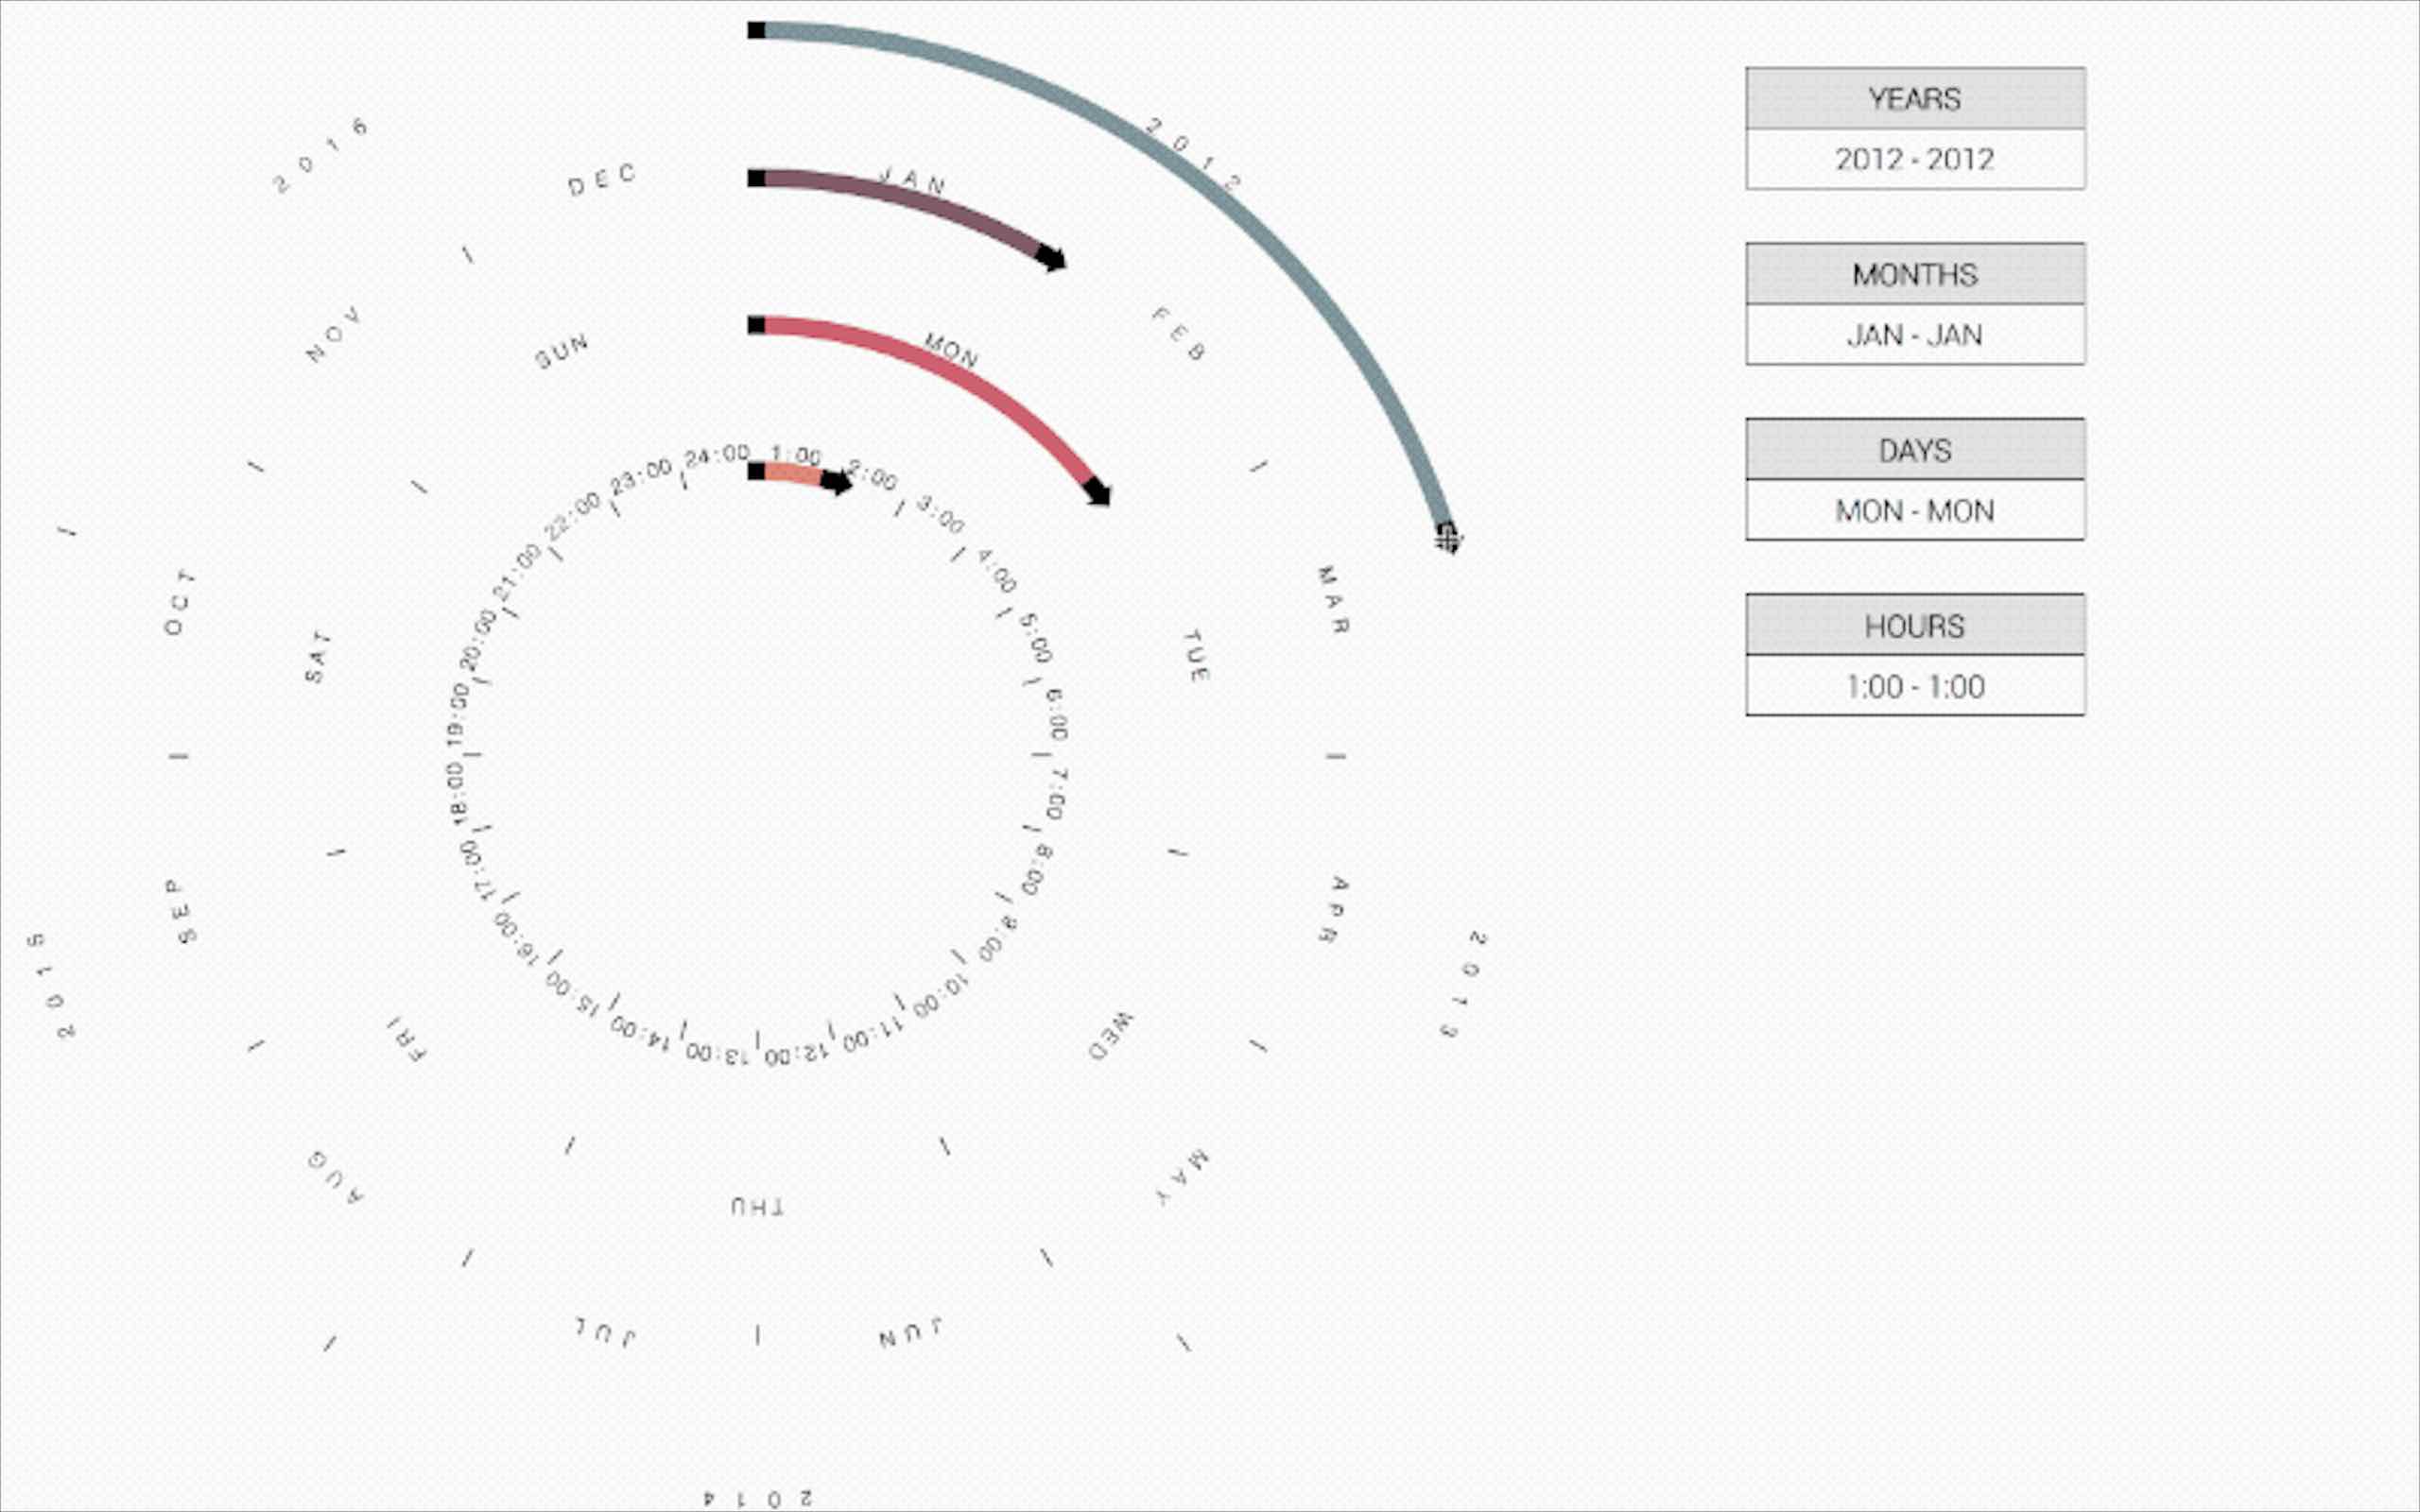 2012
2013
2014
2015
2016
JAN
FEB
MAR
APR
MAY
JUN
JUL
AUG
SEP
OCT
NOV
DEC
MON
TUE
WED
THU
FRI
SAT
SUN
1:00
2:00
3:00
4:00
5:00
6:00
7:00
8:00
9:00
10:00
11:00
12:00
13:00
14:00
15:00
16:00
17:00
18:00
19:00
20:00
21:00
22:00
23:00
24:00
YEARS
2012 - 2012
MONTHS
JAN - JAN
DAYS
MON - MON
HOURS
1:00 - 1:00